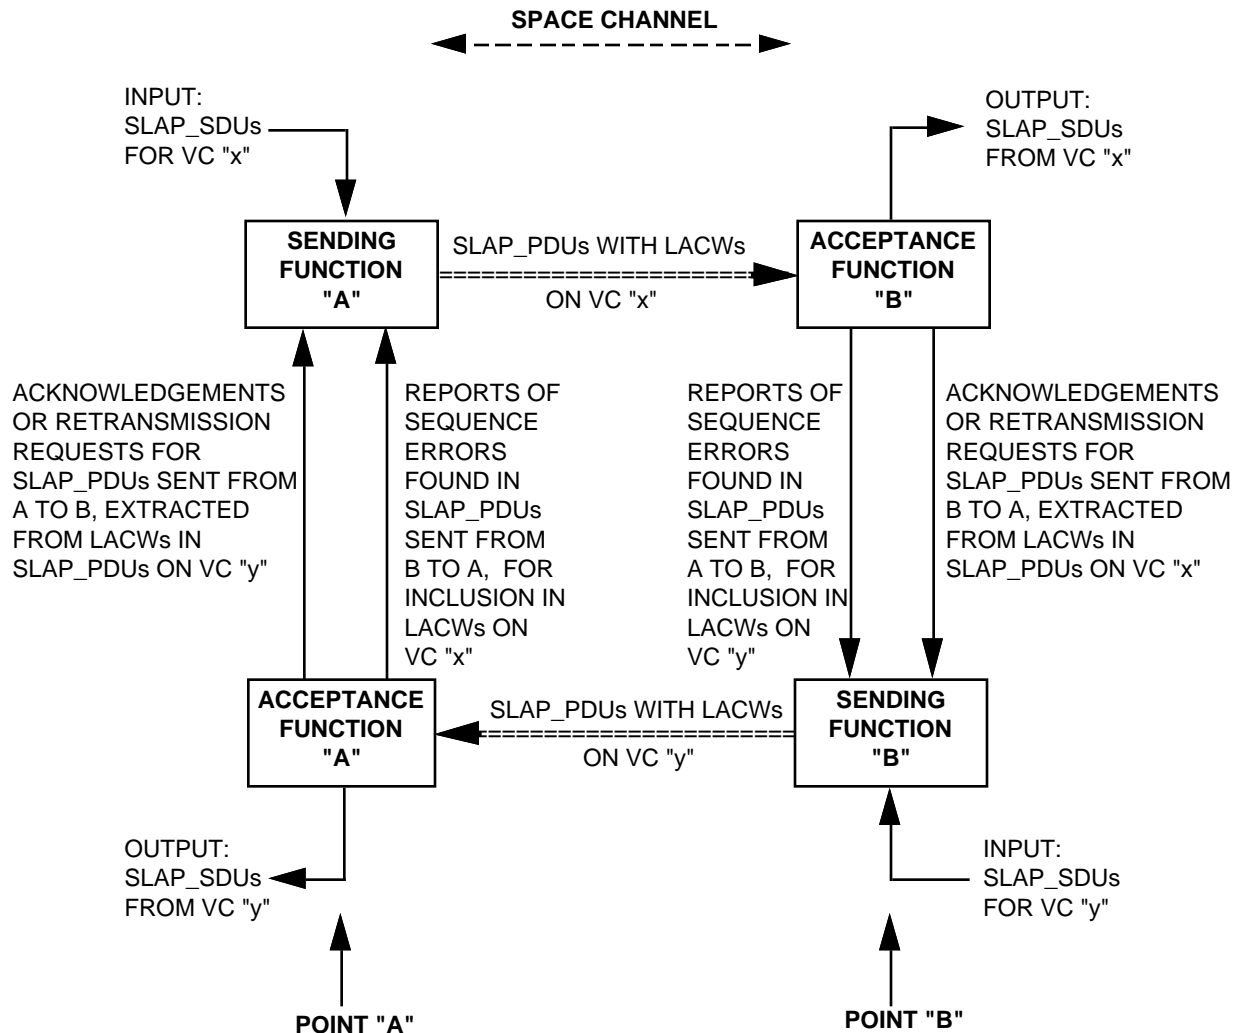 SPACE CHANNEL
INPUT:
SLAP_SDUs
FOR VC "x"
OUTPUT:
SLAP_SDUs
FROM VC "x"
SENDING
FUNCTION
"A"
SLAP_PDUs WITH LACWs
ON VC "x"
ACCEPTANCE
FUNCTION
"B"
ACKNOWLEDGEMENTS
OR RETRANSMISSION
REQUESTS FOR
SLAP_PDUs SENT FROM
A TO B, EXTRACTED
FROM LACWs IN
SLAP_PDUs ON VC "y"
REPORTS OF
SEQUENCE
ERRORS
FOUND IN
SLAP_PDUs
SENT FROM
B TO A, FOR
INCLUSION IN
LACWs ON
VC "x"
REPORTS OF
SEQUENCE
ERRORS
FOUND IN
SLAP_PDUs
SENT FROM
A TO B, FOR
INCLUSION IN
LACWs ON
VC "y"
ACKNOWLEDGEMENTS
OR RETRANSMISSION
REQUESTS FOR
SLAP_PDUs SENT FROM
B TO A, EXTRACTED
FROM LACWs IN
SLAP_PDUs ON VC "x"
ACCEPTANCE
FUNCTION
"A"
SLAP_PDUs WITH LACWs
ON VC "y"
SENDING
FUNCTION
"B"
OUTPUT:
SLAP_SDUs
FROM VC "y"
INPUT:
SLAP_SDUs
FOR VC "y"
POINT "A"
POINT "B"